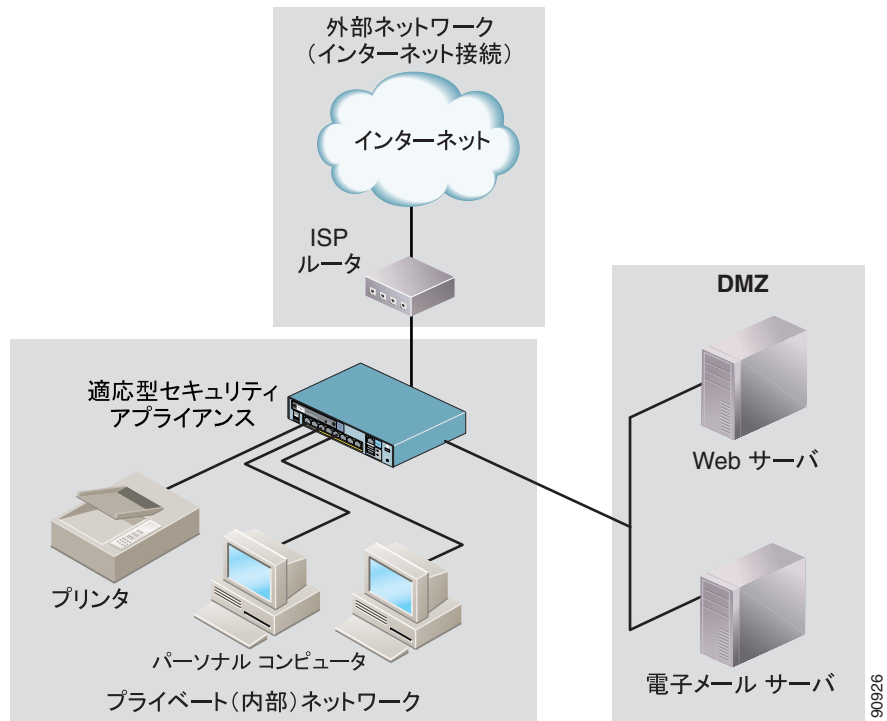 外部ネットワーク
（インターネット接続）
インターネット
ISP
ルータ
DMZ
適応型セキュリティ
アプライアンス
Web サーバ
プリンタ
パーソナル コンピュータ
電子メール サーバ
プライベート（内部）ネットワーク
90926